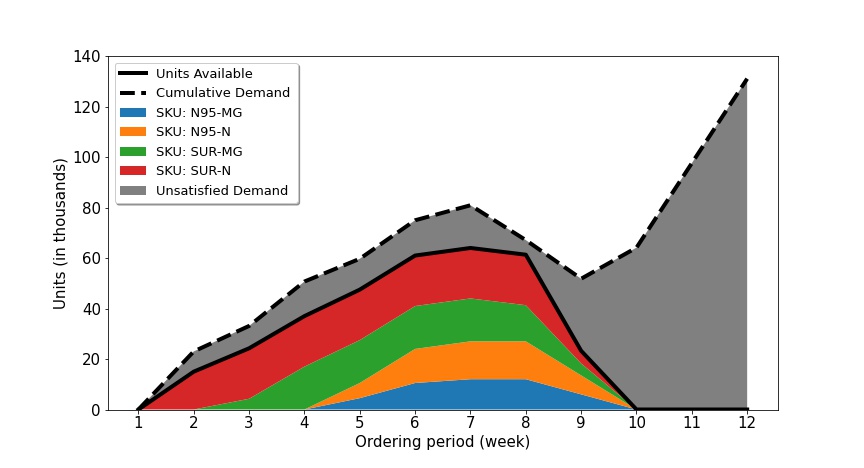 140
120
100
80
60
40
20
0
Units (in thousands)
Units Available
Cumulative Demand
SKU: N95-MG
SKU: N95-N
SKU: SUR-MG
SKU: SUR-N
Unsatisfied Demand
1 2 3 4 5 6 7 8 9 10 11 12
Ordering period (week)